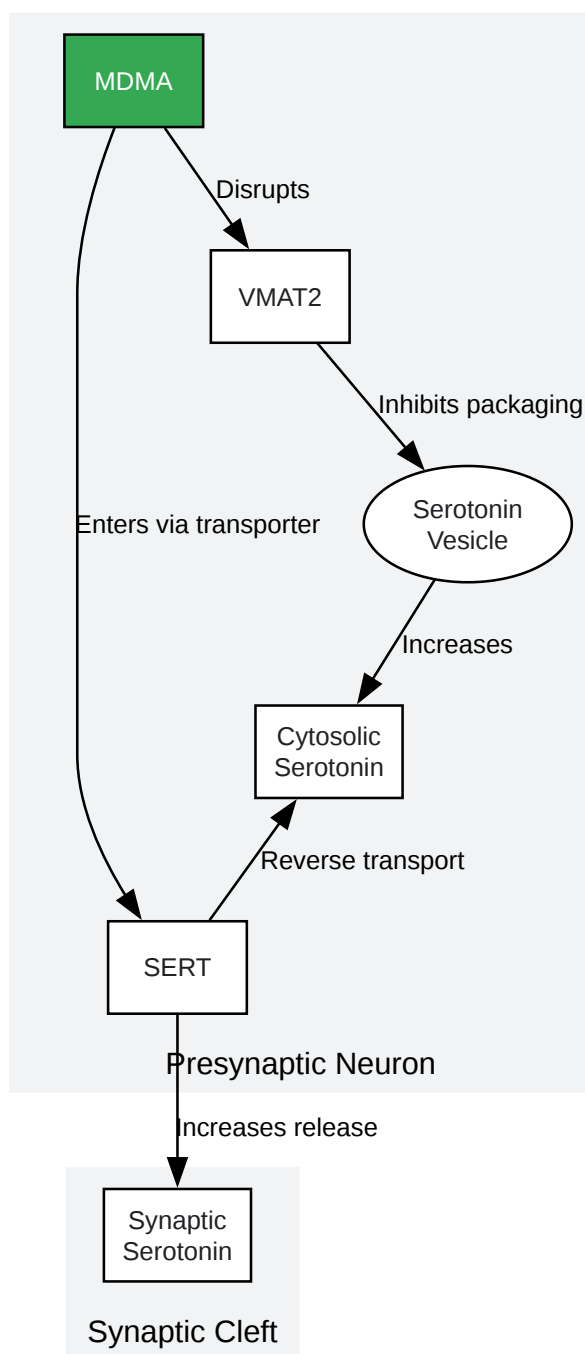 MDMA
Disrupts
VMAT2
Inhibits packaging
Serotonin
Vesicle
Enters via transporter
Increases
Cytosolic
Serotonin
Reverse transport
SERT
Presynaptic Neuron
Increases release
Synaptic
Serotonin
Synaptic Cleft